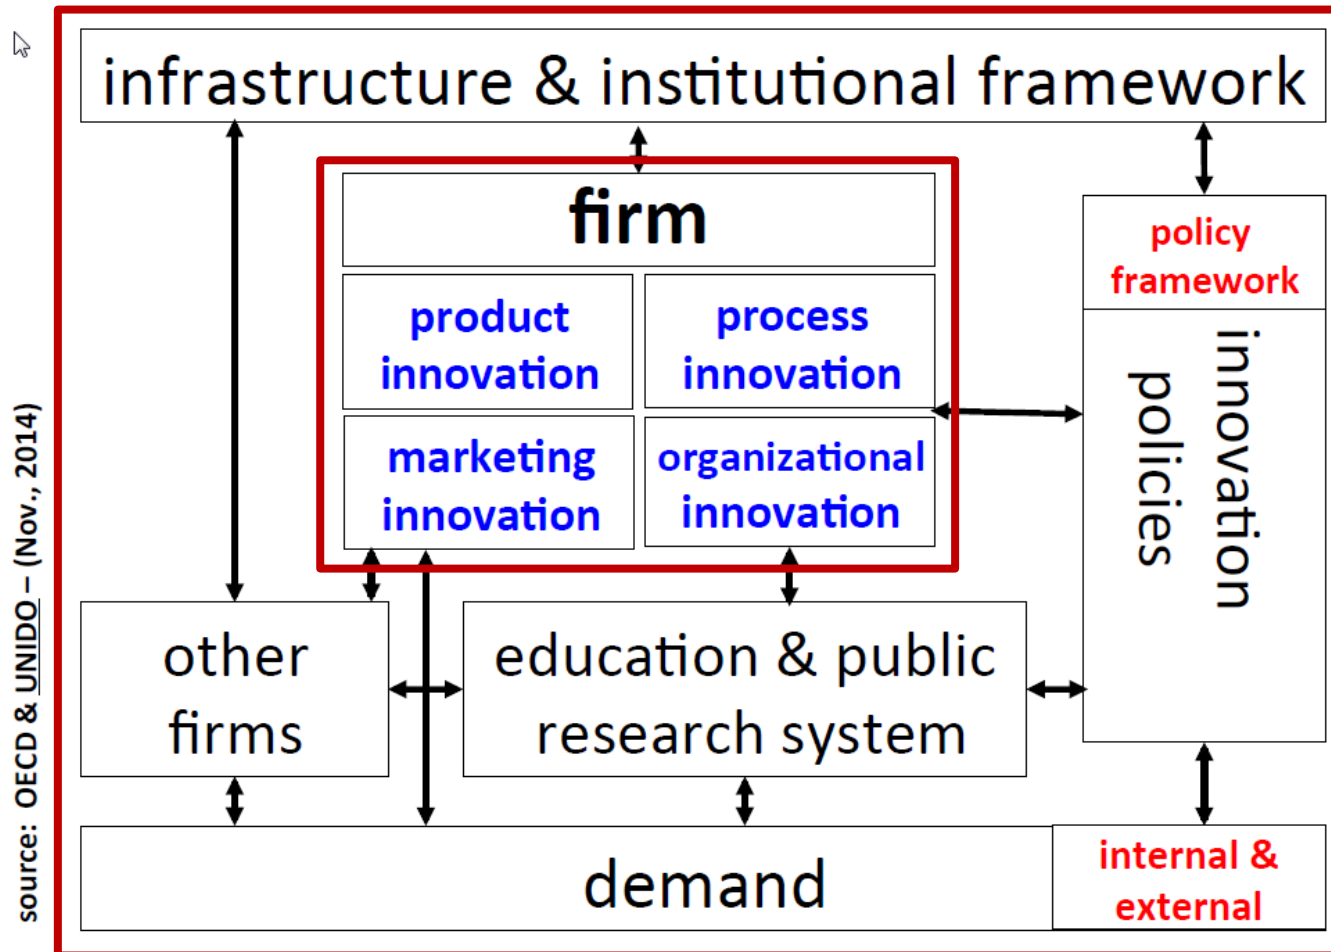 infrastructure & institutional framework
firm
product
innovation
process
innovation
marketing
innovation
organizational
innovation
policy
framework
innovation
policies
other
firms
education & public
research system
demand
internal &
external
source: OECD & UNIDO – (Nov., 2014)